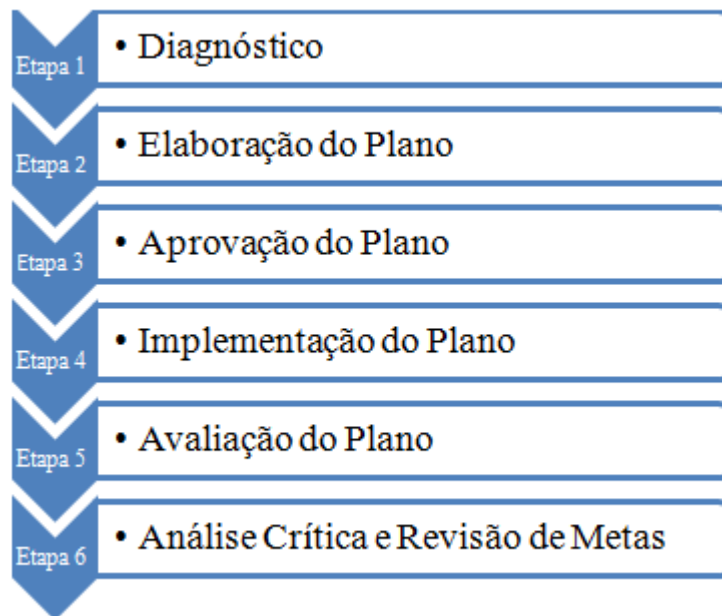 Etapa 1
• Diagnóstico
Etapa 2
• Elaboração do Plano
Etapa 3
• Aprovação do Plano
Etapa 4
• Implementação do Plano
Etapa 5
• Avaliação do Plano
Etapa 6
• Análise Crítica e Revisão de Metas